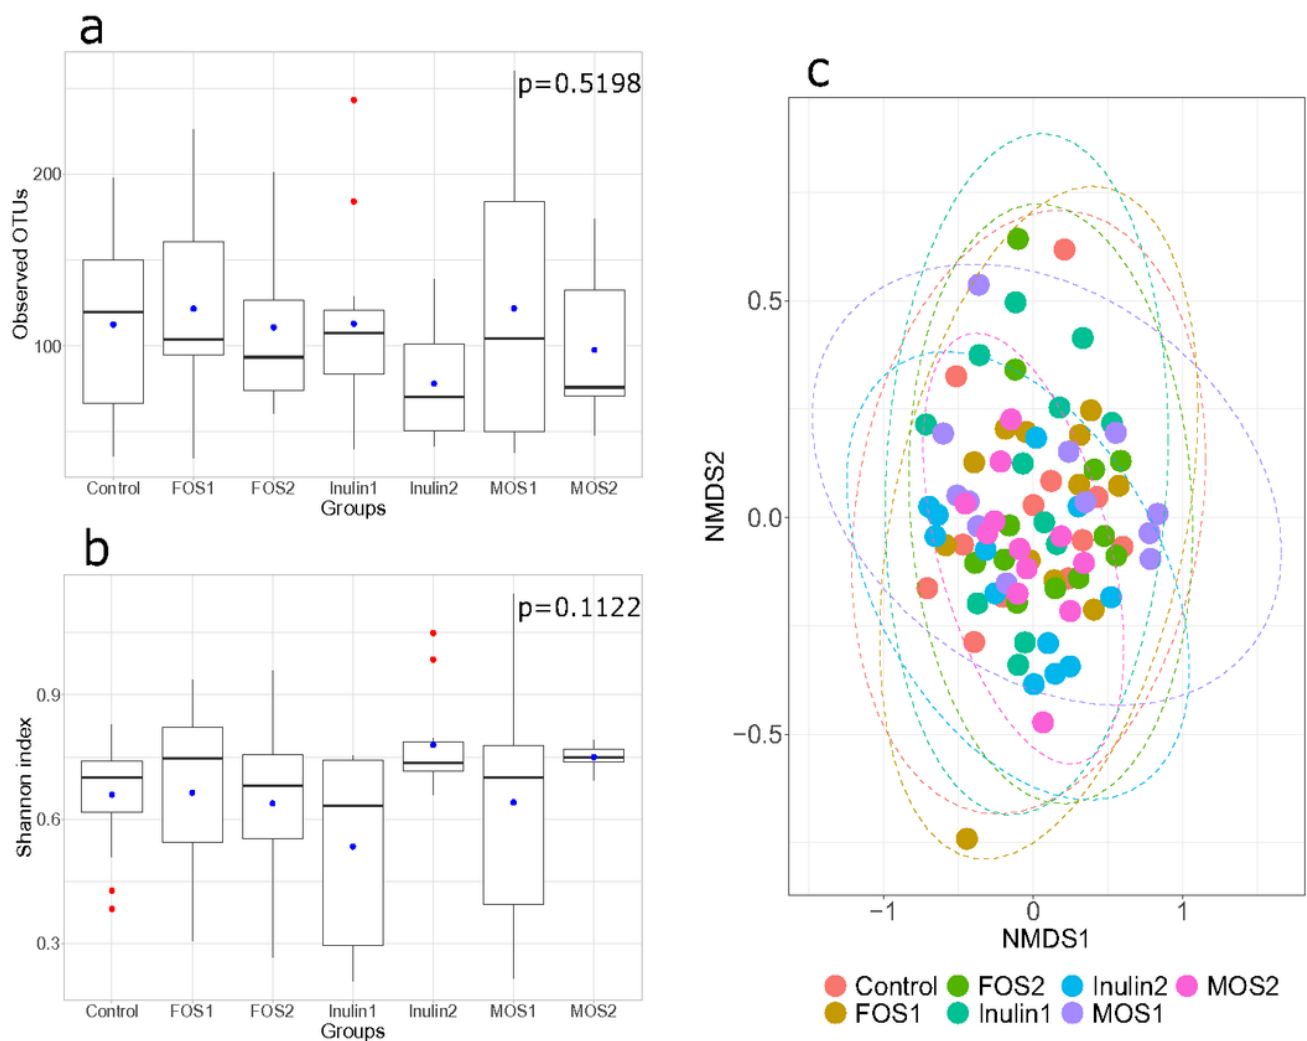 a
p=0.5198
200
100
Observed OTUs
Control FOS1 FOS2 Inulin1 Inulin2 MOS1 MOS2
Groups
b
p=0.1122
0.9
0.6
0.3
Shannon index
Control FOS1 FOS2 Inulin1 Inulin2 MOS1 MOS2
Groups
c
0.5
0.0
−0.5
NMDS2
−1 0 1
NMDS1
Control FOS2 Inulin2 MOS2
FOS1 Inulin1 MOS1